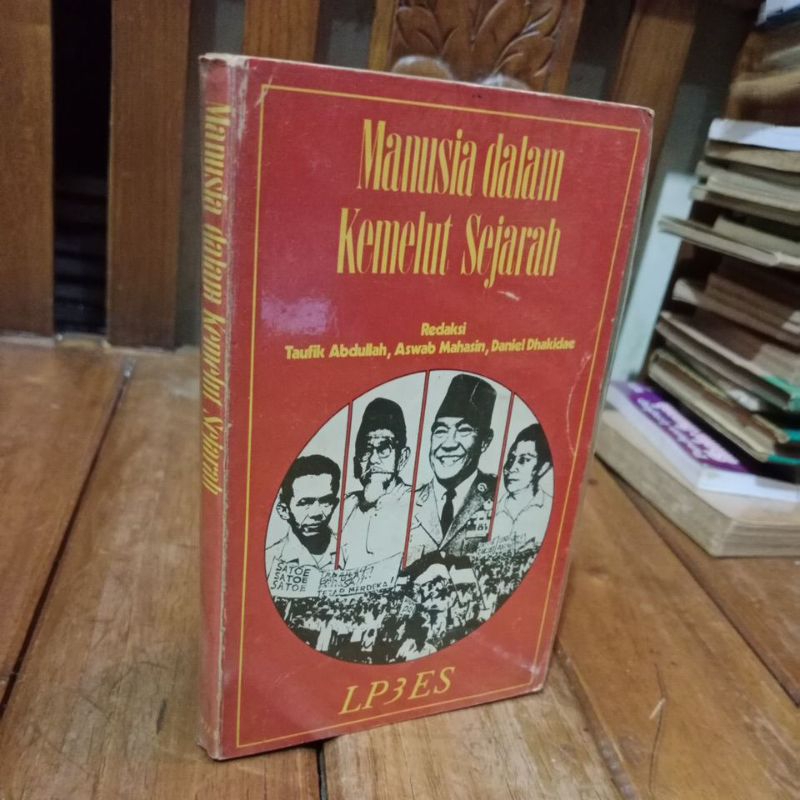 Manusia dalam
Kemelut Sejarah
Redaksi
Taufik Abdullah, Aswab Mahasin, Daniel Dhakidae
SATOE
SATOE
SATOE
MERDEKA!
LP3ES
Manusia dalam Kemelut Sejarah